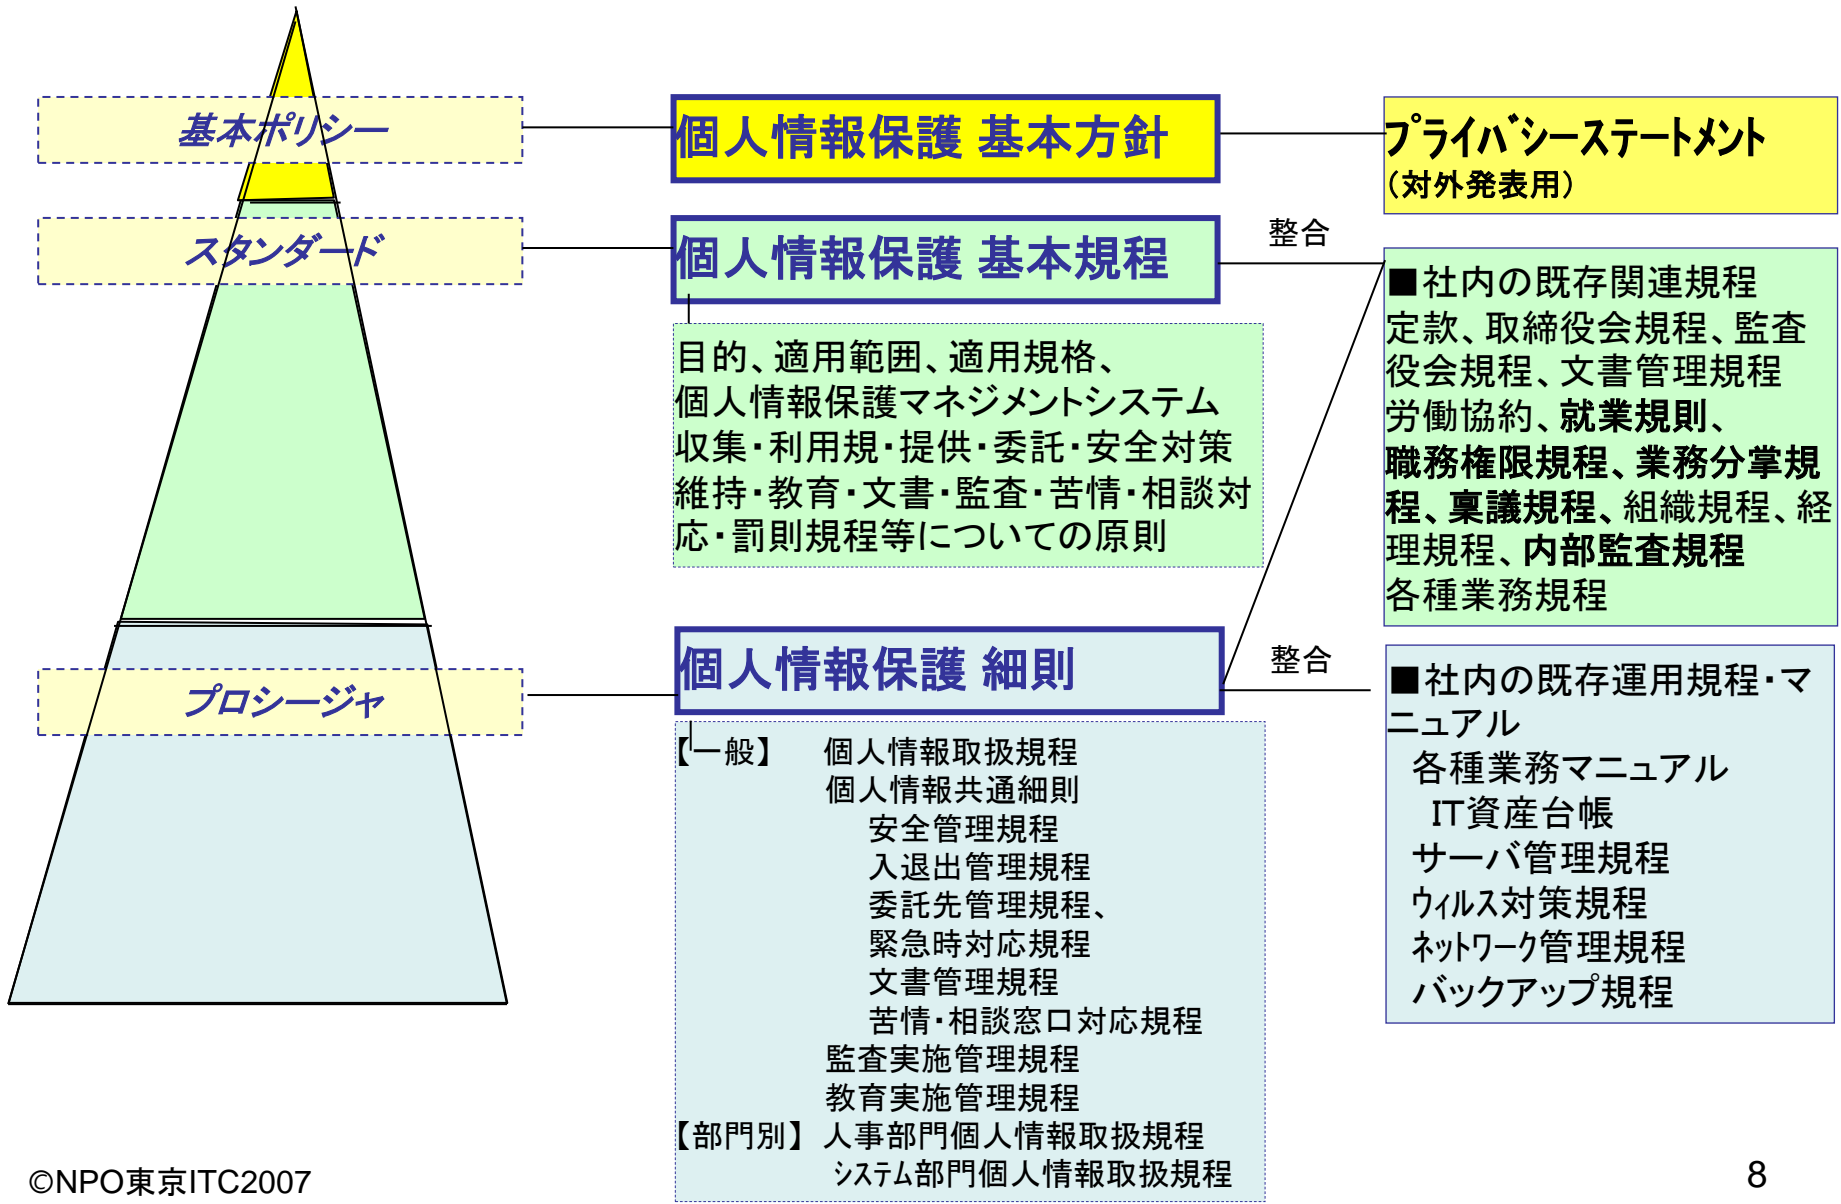 基本ポリシー
個人情報保護 基本方針
プライバシーステートメント
（対外発表用）
スタンダード
個人情報保護 基本規程
整合
■社内の既存関連規程
定款、取締役会規程、監査
役会規程、文書管理規程
労働協約、就業規則、
職務権限規程、業務分掌規
程、稟議規程、組織規程、経
理規程、内部監査規程
各種業務規程
目的、適用範囲、適用規格、
個人情報保護マネジメントシステム
収集・利用規・提供・委託・安全対策
維持・教育・文書・監査・苦情・相談対
応・罰則規程等についての原則
プロシージャ
個人情報保護 細則
整合
■社内の既存運用規程・マ
ニュアル
各種業務マニュアル
IT資産台帳
サーバ管理規程
ウィルス対策規程
ネットワーク管理規程
バックアップ規程
【一般】 個人情報取扱規程
個人情報共通細則
安全管理規程
入退出管理規程
委託先管理規程、
緊急時対応規程
文書管理規程
苦情・相談窓口対応規程
監査実施管理規程
教育実施管理規程
【部門別】 人事部門個人情報取扱規程
システム部門個人情報取扱規程
©NPO東京ITC2007
8